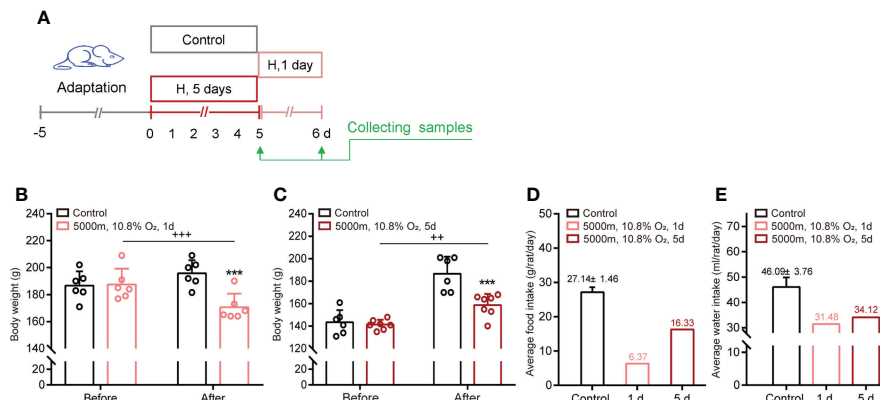 A
Control
H,1 day
Adaptation
H, 5 days
-5 0 1 2 3 4 5 6 d
Collecting samples
B
Control
5000m, 10.8% O₂, 1d
Body weight (g)
240
220
200
180
160
140
20
0
+++
***
Before After
C
Control
5000m, 10.8% O₂, 5d
Body weight (g)
240
220
200
180
160
140
120
20
0
++
***
Before After
D
Control
5000m, 10.8% O₂, 1d
5000m, 10.8% O₂, 5d
Average food intake (g/rat/day)
50
40
30
20
10
0
27.14± 1.46
6.37
16.33
Control 1 d 5 d
E
Control
5000m, 10.8% O₂, 1d
5000m, 10.8% O₂, 5d
Average water intake (ml/rat/day)
70
60
50
40
30
10
0
46.09± 3.76
31.48
34.12
Control 1 d 5 d